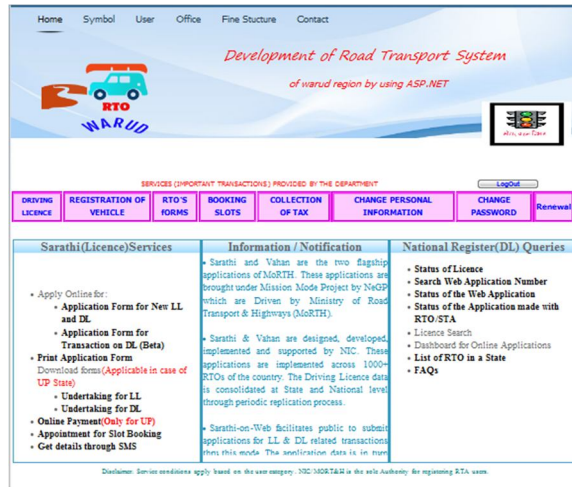 Home Symbol User Office Fine Stucture Contact
Development of Road Transport System
of warud region by using ASP.NET
RTO
WARUD
SERVICES (IMPORTANT TRANSACTIONS) PROVIDED BY THE DEPARTMENT
LogOut
DRIVING LICENCE
REGISTRATION OF VEHICLE
RTO'S fORMS
BOOKING SLOTS
COLLECTION OF TAX
CHANGE PERSONAL INFORMATION
CHANGE PASSWORD
Renewal
Sarathi(Licence)Services
Apply Online for:
Application Form for New LL
and DL
Application Form for
Transaction on DL (Beta)
Print Application Form
Download forms(Applicable in case of
UP State)
Undertaking for LL
Undertaking for DL
Online Payment(Only for UP)
Appointment for Slot Booking
Get details through SMS
Information / Notification
Sarathi and Vahan are the two flagship
applications of MoRTH. These applications are
brought under Mission Mode Project by NeGP
which are Driven by Ministry of Road
Transport & Highways (MoRTH).
Sarathi & Vahan are designed, developed,
implemented and supported by NIC. These
applications are implemented across 1000+
RTOs of the country. The Driving Licence data
is consolidated at State and National level
through periodic replication process.
Sarathi-on-Web facilitates public to submit
applications for LL & DL related transactions
thru this mode. The application data is in turn
National Register(DL) Queries
Status of Licence
Search Web Application Number
Status of the Web Application
Status of the Application made with
RTO/STA
Licence Search
Dashboard for Online Applications
List of RTO in a State
FAQs
Disclaimer: Service conditions apply based on the user category. NIC/MORT&H is the sole Authority for registering RTA users.